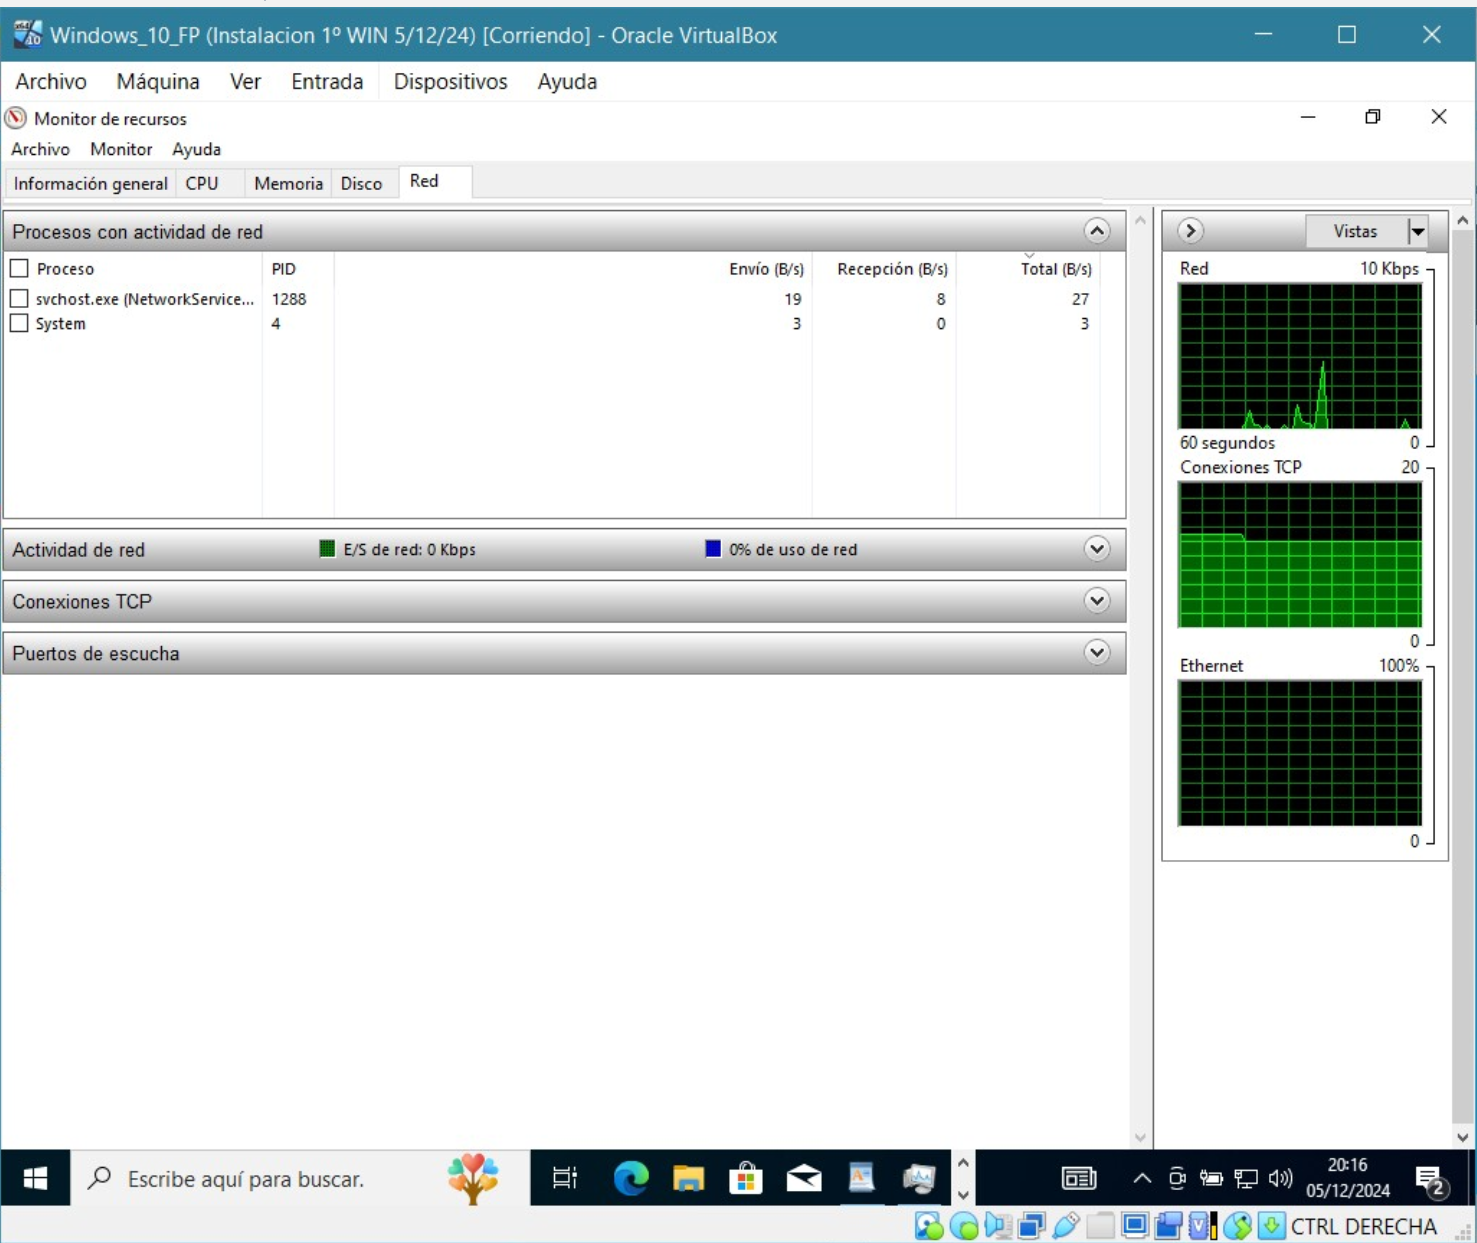 Windows_10_FP (Instalacion 1º WIN 5/12/24) [Corriendo] - Oracle VirtualBox
Archivo Máquina Ver Entrada Dispositivos Ayuda
Monitor de recursos
Archivo Monitor Ayuda
Información general CPU Memoria Disco Red
Procesos con actividad de red
Proceso PID Envío (B/s) Recepción (B/s) Total (B/s)
svchost.exe (NetworkService... 1288 19 8 27
System 4 3 0 3
Actividad de red E/S de red: 0 Kbps 0% de uso de red
Conexiones TCP
Puertos de escucha
Vistas
Red 10 Kbps
60 segundos 0
Conexiones TCP 20
0
Ethernet 100%
0
Escribe aquí para buscar.
20:16
05/12/2024
2
CTRL DERECHA